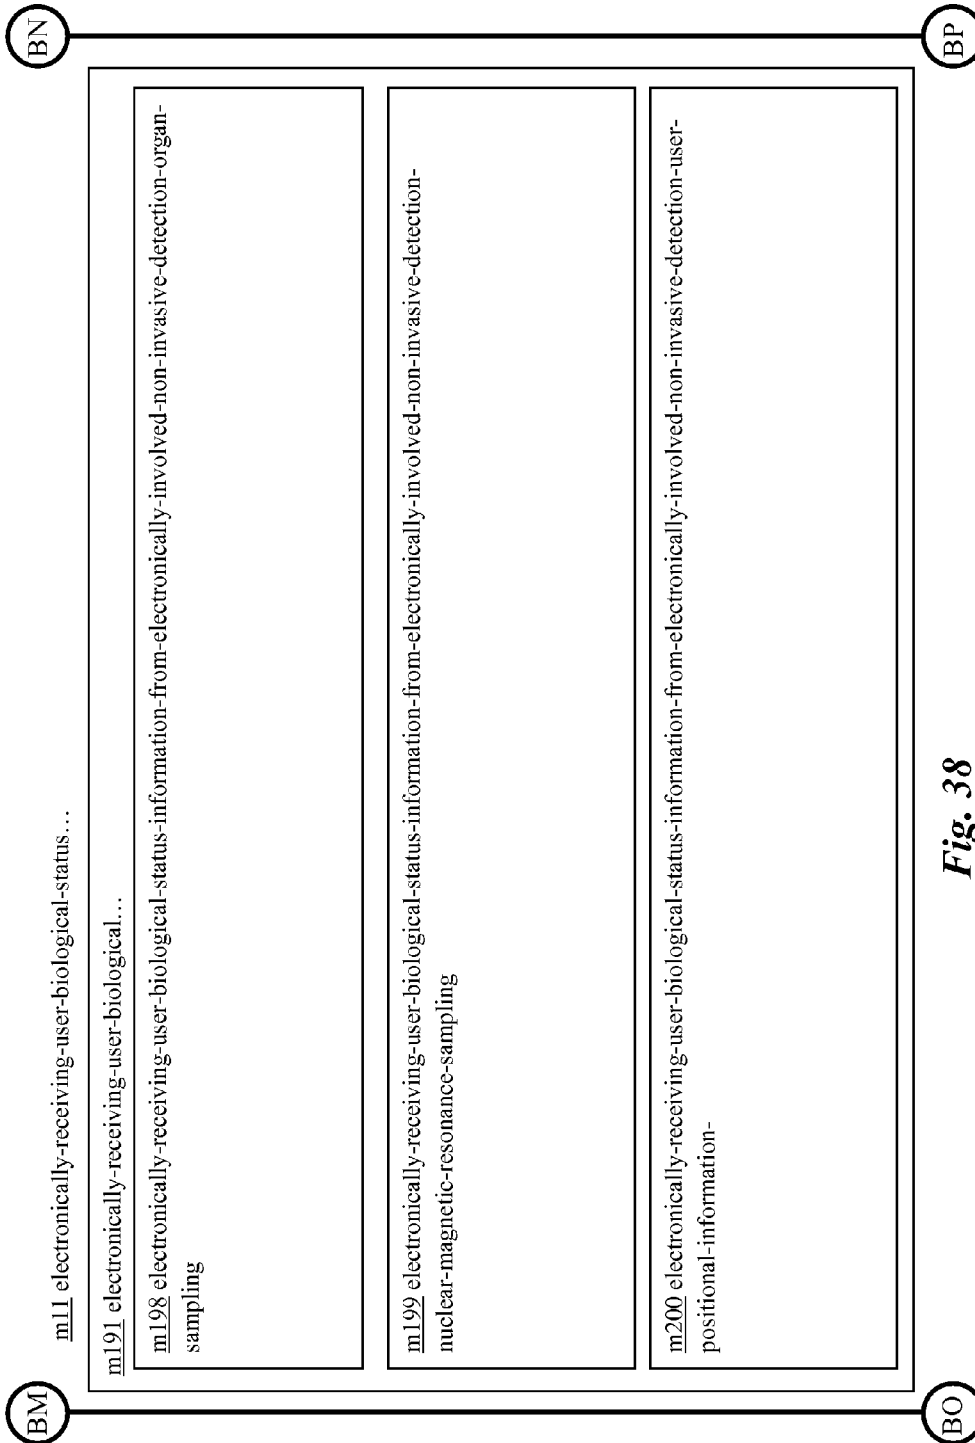 BM
BN
m11 electronically-receiving-user-biological-status…
m191 electronically-receiving-user-biological…
m198 electronically-receiving-user-biological-status-information-from-electronically-involved-non-invasive-detection-organ-
sampling
m199 electronically-receiving-user-biological-status-information-from-electronically-involved-non-invasive-detection-
nuclear-magnetic-resonance-sampling
m200 electronically-receiving-user-biological-status-information-from-electronically-involved-non-invasive-detection-user-
positional-information-
BO
BP
Fig. 38